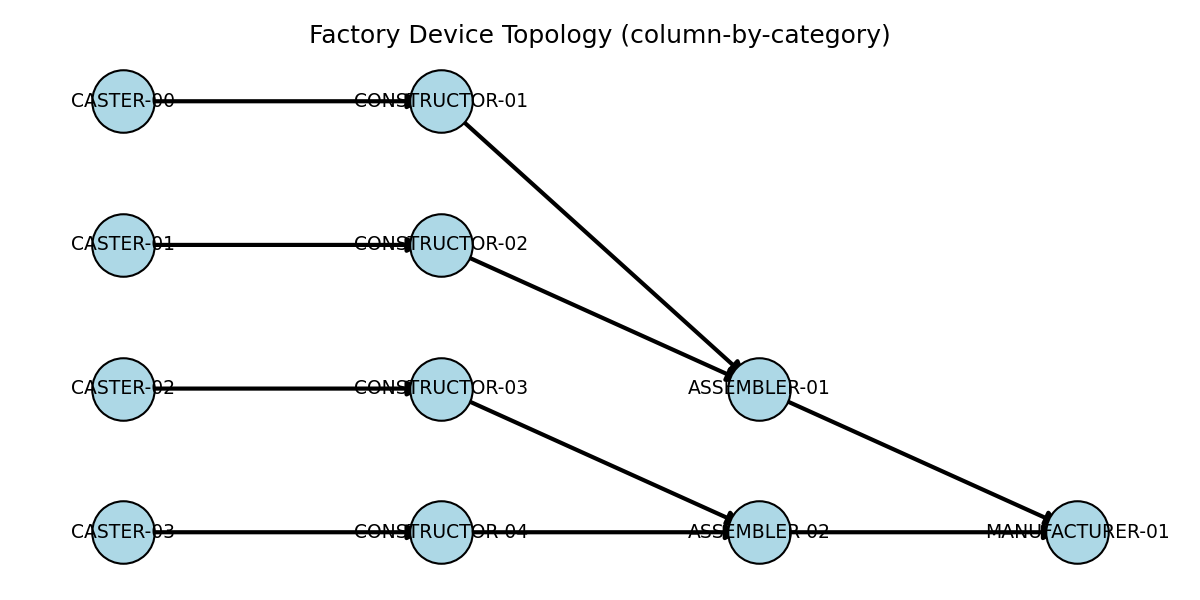 Factory Device Topology (column-by-category)
CASTER-00
CONSTRUCTOR-01
CASTER-01
CONSTRUCTOR-02
CASTER-02
CONSTRUCTOR-03
ASSEMBLER-01
CASTER-03
CONSTRUCTOR-04
ASSEMBLER-02
MANUFACTURER-01